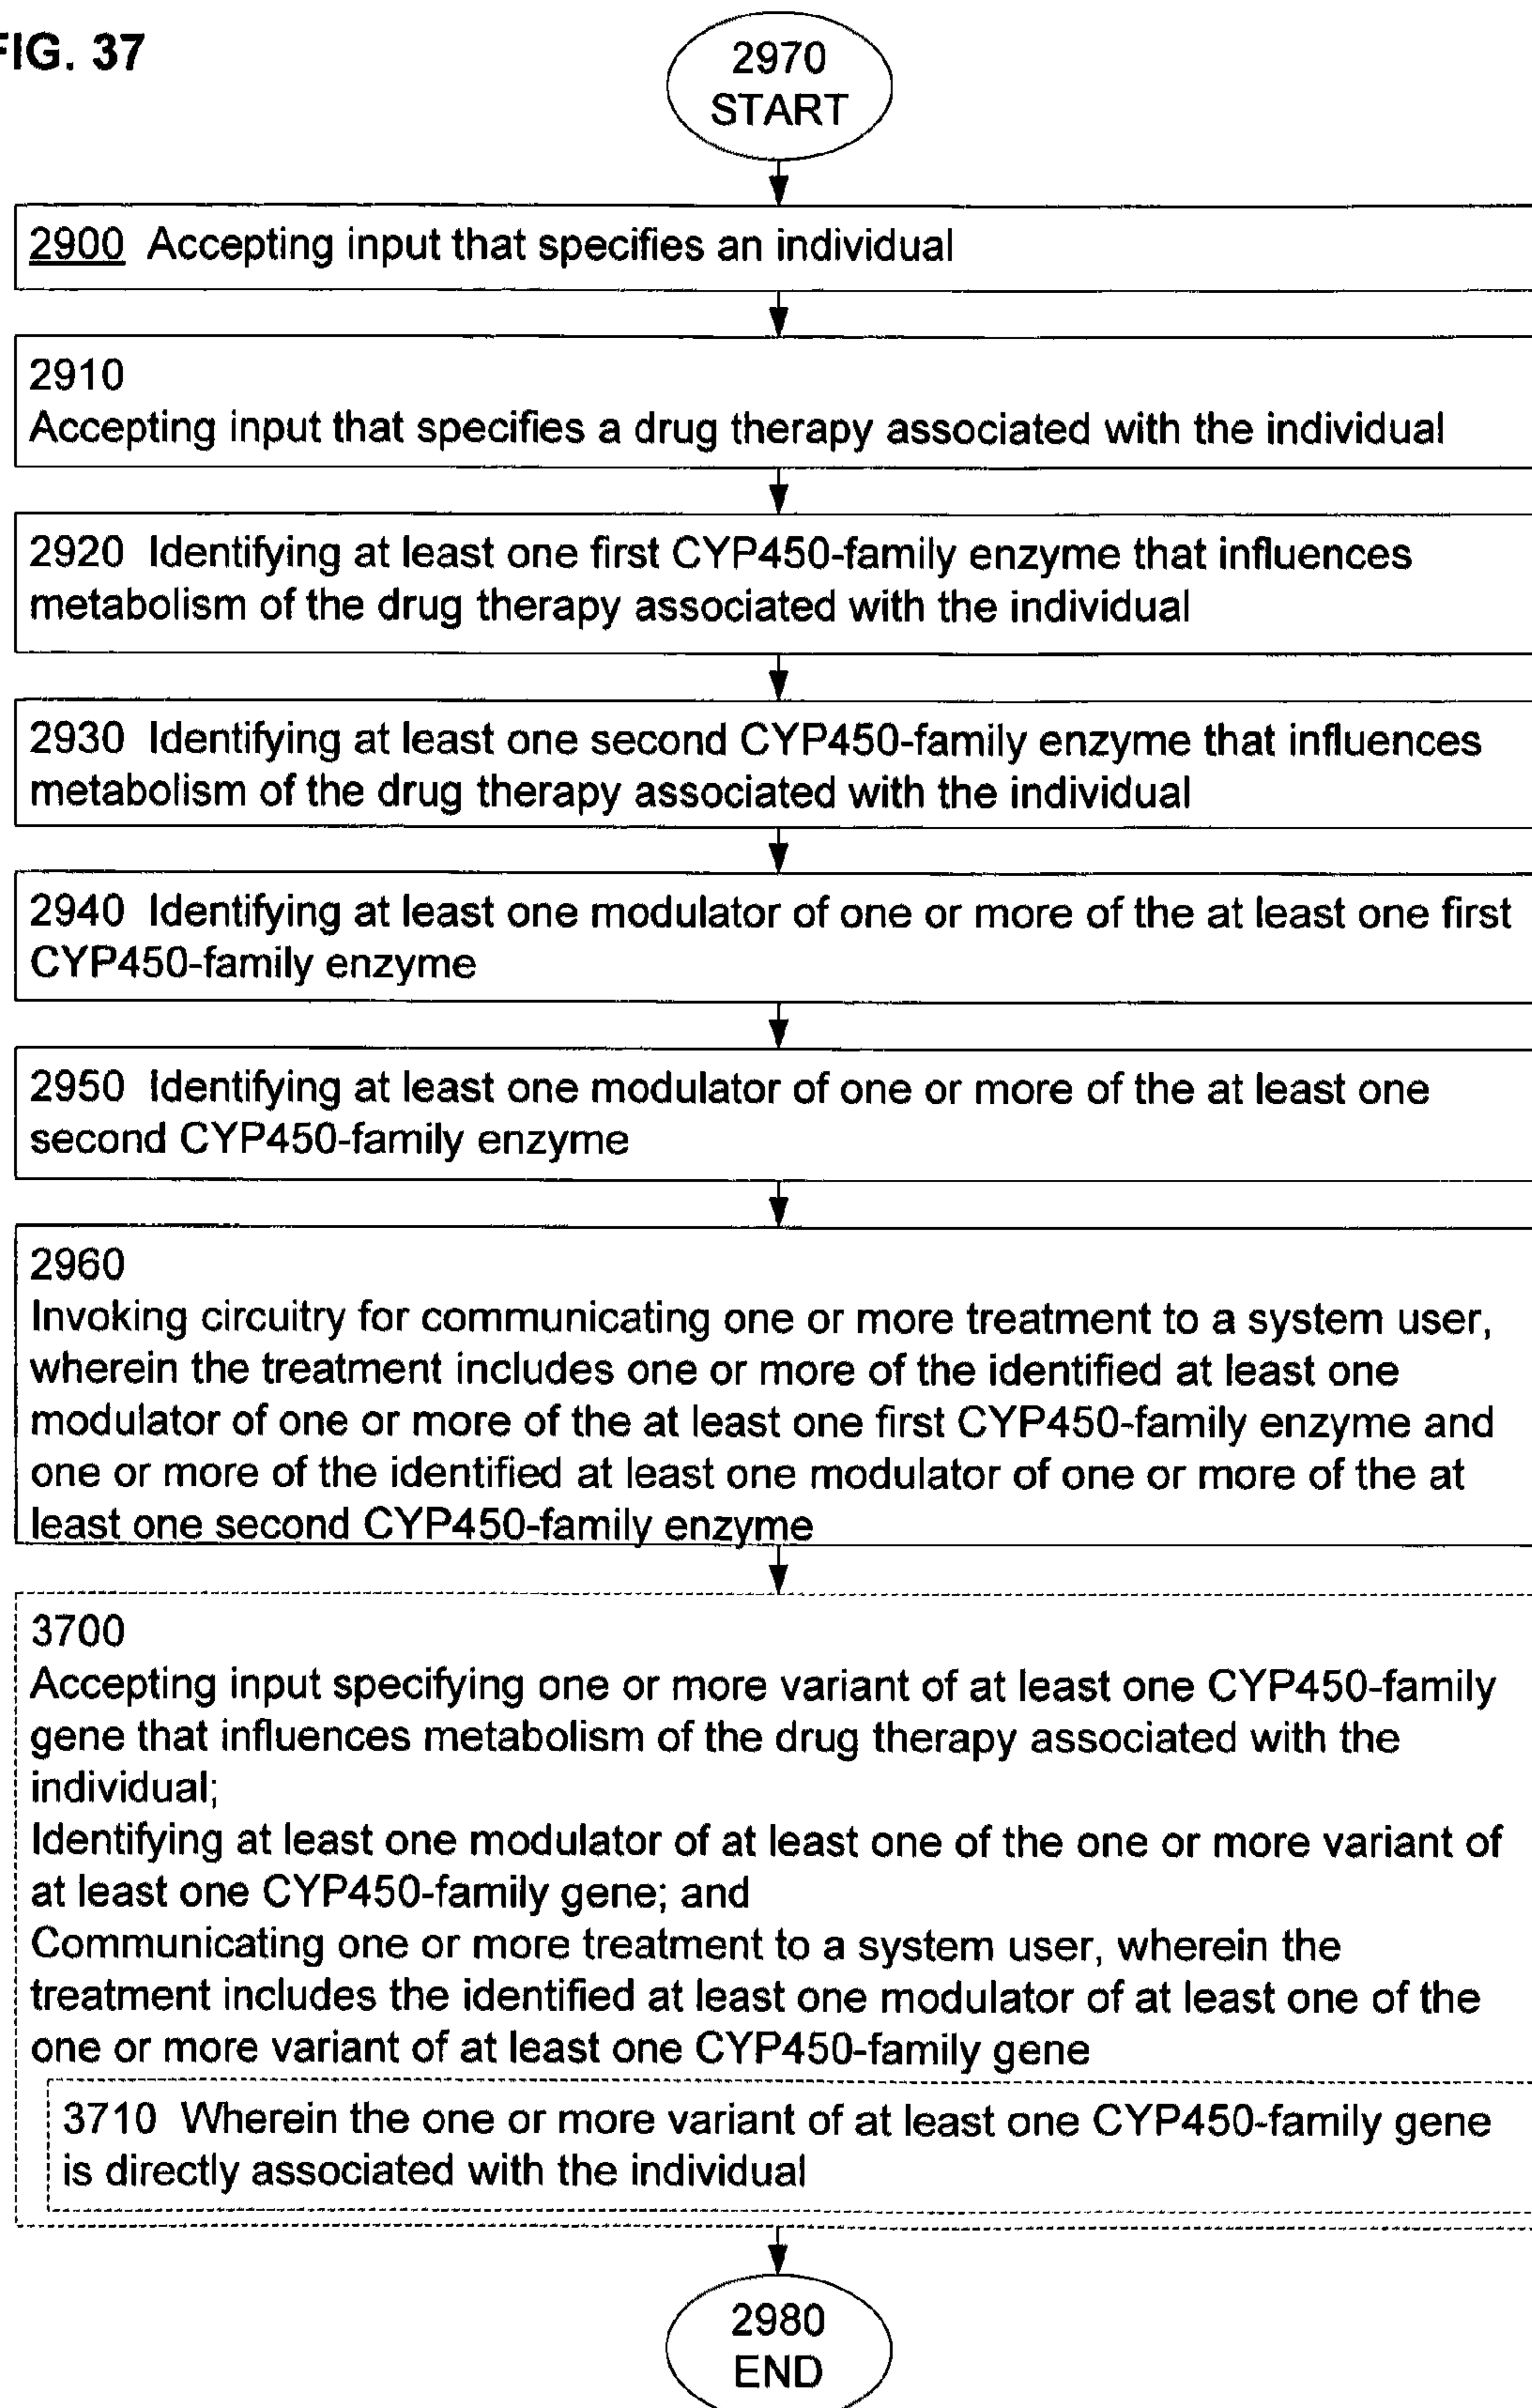 FIG. 37
2970
START
2900 Accepting input that specifies an individual
2910
Accepting input that specifies a drug therapy associated with the individual
2920 Identifying at least one first CYP450-family enzyme that influences
metabolism of the drug therapy associated with the individual
2930 Identifying at least one second CYP450-family enzyme that influences
metabolism of the drug therapy associated with the individual
2940 Identifying at least one modulator of one or more of the at least one first
CYP450-family enzyme
2950 Identifying at least one modulator of one or more of the at least one
second CYP450-family enzyme
2960
Invoking circuitry for communicating one or more treatment to a system user,
wherein the treatment includes one or more of the identified at least one
modulator of one or more of the at least one first CYP450-family enzyme and
one or more of the identified at least one modulator of one or more of the at
least one second CYP450-family enzyme
3700
Accepting input specifying one or more variant of at least one CYP450-family
gene that influences metabolism of the drug therapy associated with the
individual;
Identifying at least one modulator of at least one of the one or more variant of
at least one CYP450-family gene; and
Communicating one or more treatment to a system user, wherein the
treatment includes the identified at least one modulator of at least one of the
one or more variant of at least one CYP450-family gene
3710 Wherein the one or more variant of at least one CYP450-family gene
is directly associated with the individual
2980
END